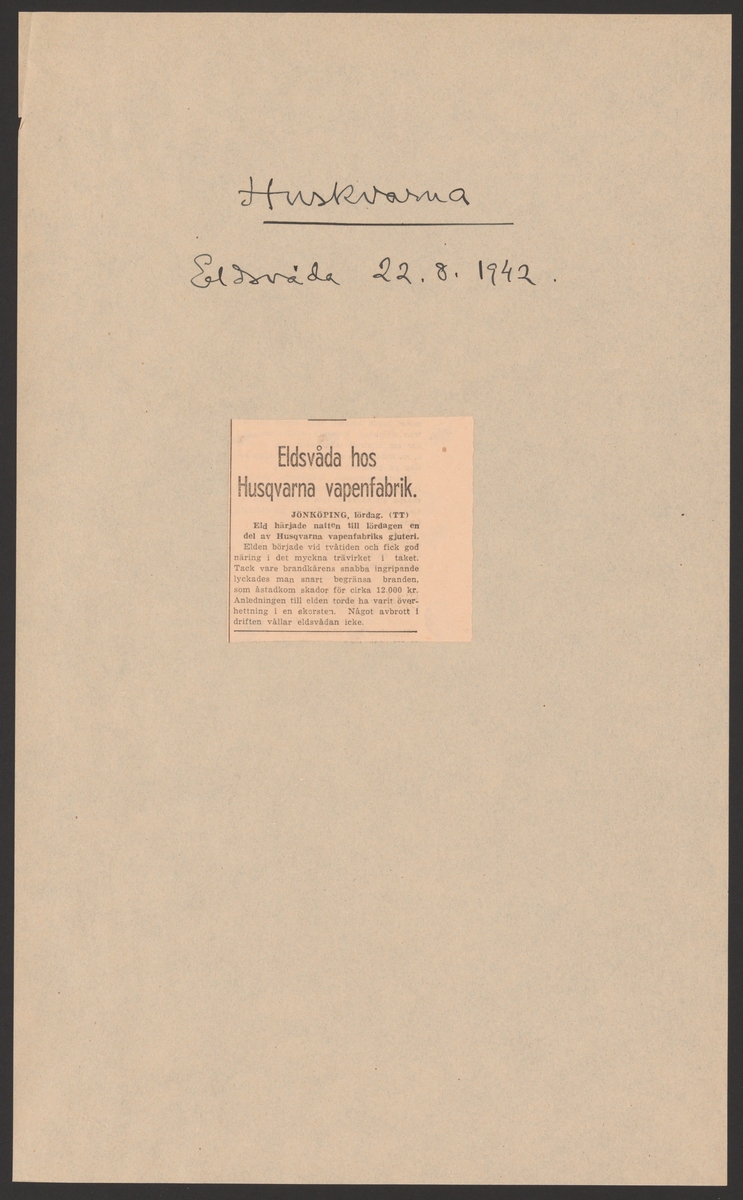 Huskvarna
Eldsvåda 22.8.1942.
Eldsvåda hos
Husqvarna vapenfabrik.
JÖNKÖPING, lördag. (TT)
Eld härjade natten till lördagen en
del av Husqvarna vapenfabriks gjuteri.
Elden började vid tvåtiden och fick god
näring i det myckna trävirket i taket.
Tack vare brandkårens snabba ingripande
lyckades man snart begränsa branden,
som åstadkom skador för cirka 12.000 kr.
Anledningen till elden torde ha varit över-
hettning i en skorsten. Något avbrott i
driften vållar eldsvådan icke.